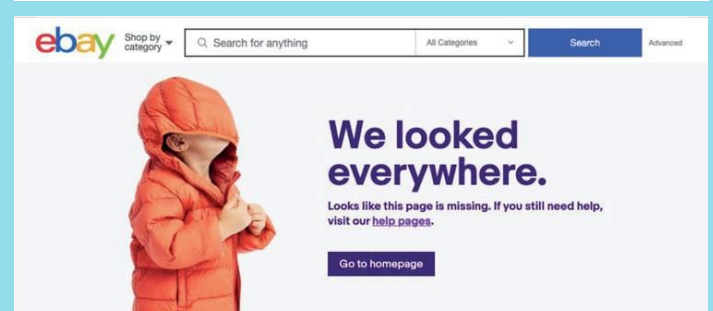 ebay
Shop by
category
Search for anything
All Categories
Search
Advanced
We looked
everywhere.
Looks like this page is missing. If you still need help,
visit our help pages.
Go to homepage